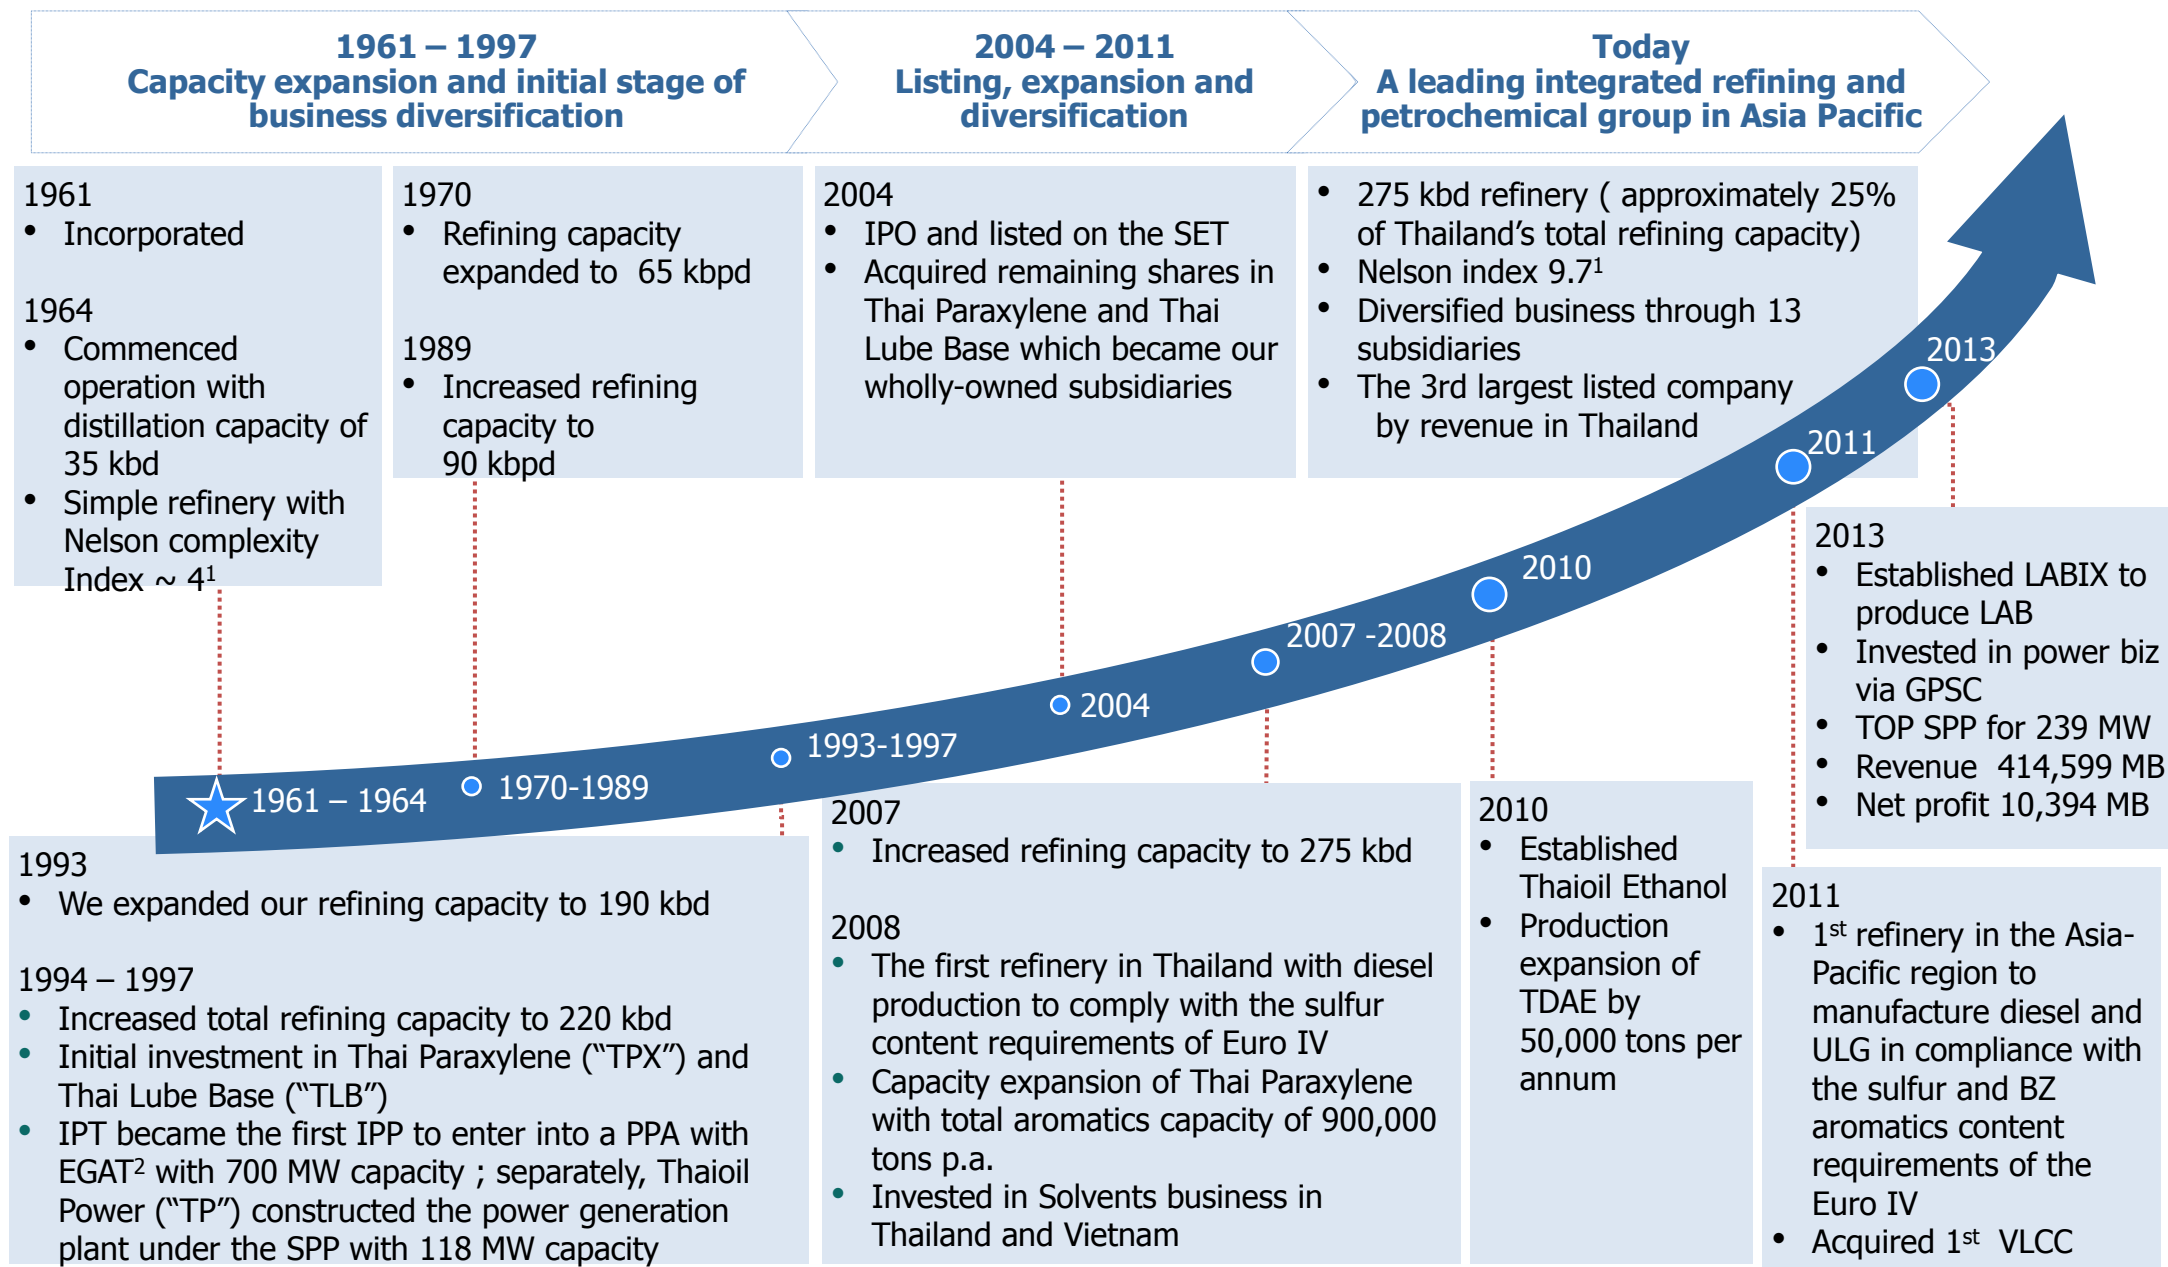 1961 – 1997
Capacity expansion and initial stage of
business diversification
2004 – 2011
Listing, expansion and
diversification
Today
A leading integrated refining and
petrochemical group in Asia Pacific
1961
• Incorporated
1964
• Commenced
operation with
distillation capacity of
35 kbd
• Simple refinery with
Nelson complexity
Index ~ 4¹
1970
• Refining capacity
expanded to 65 kbpd
1989
• Increased refining
capacity to
90 kbpd
2004
• IPO and listed on the SET
• Acquired remaining shares in
Thai Paraxylene and Thai
Lube Base which became our
wholly-owned subsidiaries
• 275 kbd refinery ( approximately 25%
of Thailand’s total refining capacity)
• Nelson index 9.7¹
• Diversified business through 13
subsidiaries
• The 3rd largest listed company
by revenue in Thailand
1961 – 1964
1970-1989
1993-1997
2004
2007 -2008
2010
2011
2013
1993
• We expanded our refining capacity to 190 kbd
1994 – 1997
• Increased total refining capacity to 220 kbd
• Initial investment in Thai Paraxylene (“TPX”) and
Thai Lube Base (“TLB”)
• IPT became the first IPP to enter into a PPA with
EGAT² with 700 MW capacity ; separately, Thaioil
Power (“TP”) constructed the power generation
plant under the SPP with 118 MW capacity
2007
• Increased refining capacity to 275 kbd
2008
• The first refinery in Thailand with diesel
production to comply with the sulfur
content requirements of Euro IV
• Capacity expansion of Thai Paraxylene
with total aromatics capacity of 900,000
tons p.a.
• Invested in Solvents business in
Thailand and Vietnam
2010
• Established
Thaioil Ethanol
• Production
expansion of
TDAE by
50,000 tons per
annum
2011
• 1st refinery in the Asia-
Pacific region to
manufacture diesel and
ULG in compliance with
the sulfur and BZ
aromatics content
requirements of the
Euro IV
• Acquired 1st VLCC
2013
• Established LABIX to
produce LAB
• Invested in power biz
via GPSC
• TOP SPP for 239 MW
• Revenue 414,599 MB
• Net profit 10,394 MB